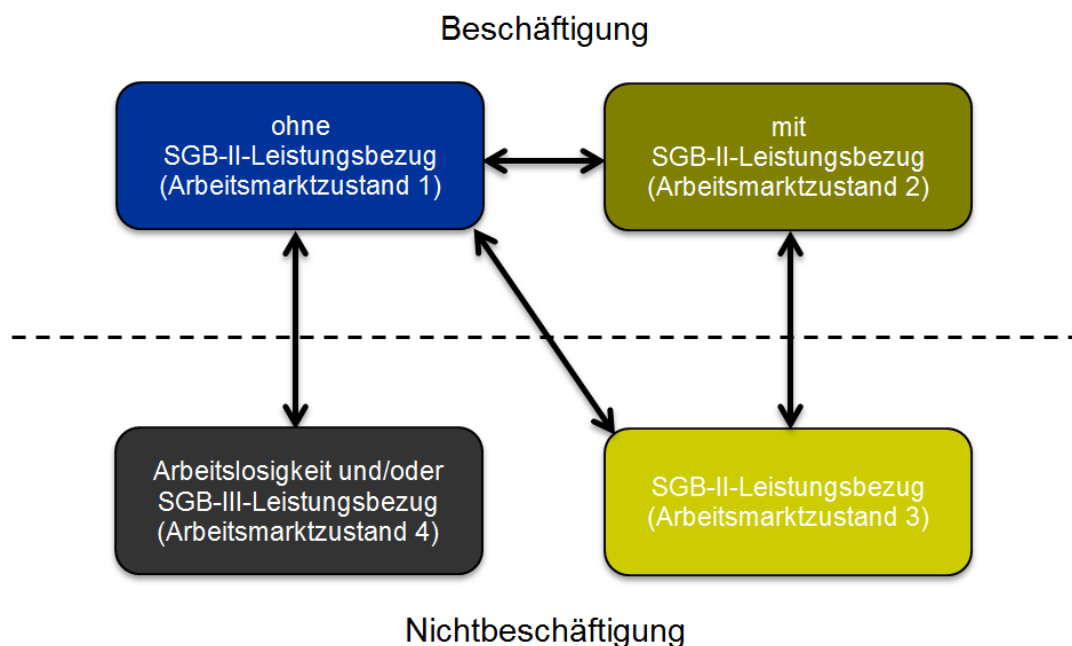 Beschäftigung
ohne
SGB-II-Leistungsbezug
(Arbeitsmarktzustand 1)
mit
SGB-II-Leistungsbezug
(Arbeitsmarktzustand 2)
Arbeitslosigkeit und/oder
SGB-III-Leistungsbezug
(Arbeitsmarktzustand 4)
SGB-II-Leistungsbezug
(Arbeitsmarktzustand 3)
Nichtbeschäftigung